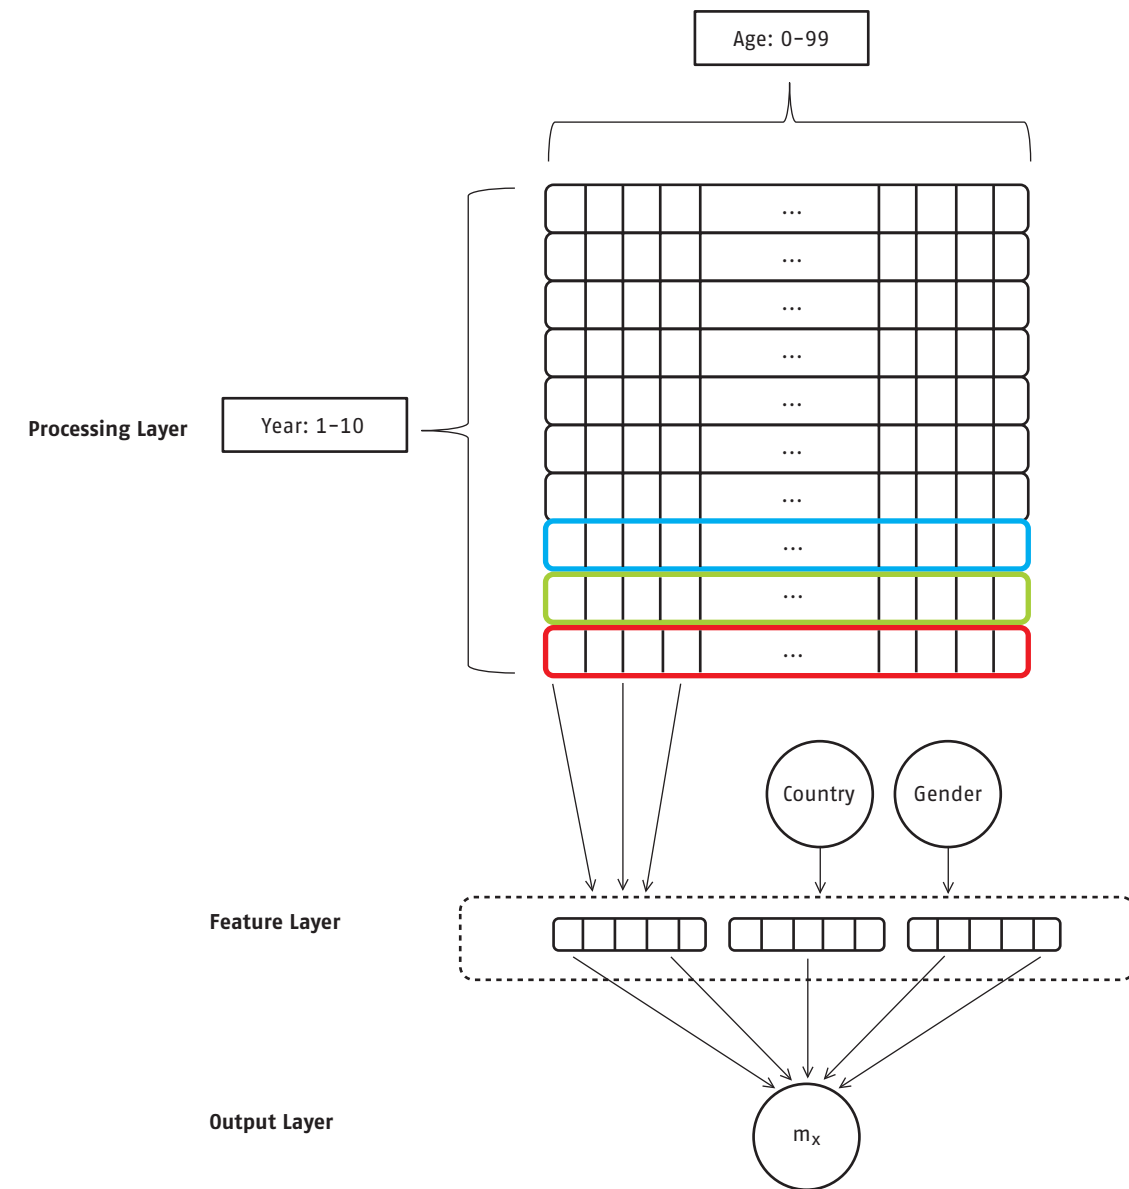 Age: 0–99
...
...
...
...
...
...
...
...
...
...
Processing Layer
Year: 1–10
Country
Gender
Feature Layer
Output Layer
mx